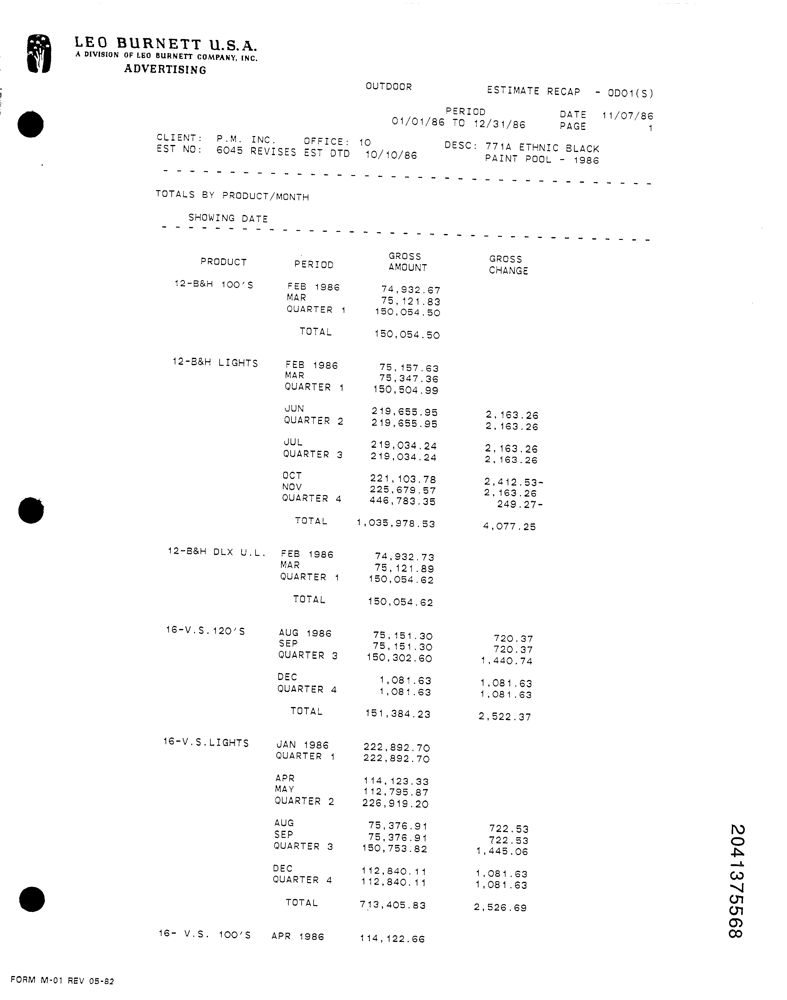 LEO BURNETT U.S.A.
A DIVISION OF LEO BURNETT COMPANY, INC.
ADVERTISING
OUTDOOR ESTIMATE RECAP - ODO1(S)
PERIOD DATE 11/07/86
01/01/86 TO 12/31/86 PAGE 1
CLIENT: P.M. INC. OFFICE: 10 DESC: 771A ETHNIC BLACK
EST NO: 6045 REVISES EST DTD 10/10/86 PAINT POOL - 1986
TOTALS BY PRODUCT/MONTH
SHOWING DATE
PRODUCT PERIOD GROSS AMOUNT GROSS CHANGE
12-B&H 100'S FEB 1986 74,932.67
MAR 75,121.83
QUARTER 1 150,054.50
TOTAL 150,054.50
12-B&H LIGHTS FEB 1986 75,157.63
MAR 75,347.36
QUARTER 1 150,504.99
JUN 219,655.95 2,163.26
QUARTER 2 219,655.95 2,163.26
JUL 219,034.24 2,163.26
QUARTER 3 219,034.24 2,163.26
OCT 221,103.78 2,412.53-
NOV 225,679.57 2,163.26
QUARTER 4 446,783.35 249.27-
TOTAL 1,035,978.53 4,077.25
12-B&H DLX U.L. FEB 1986 74,932.73
MAR 75,121.89
QUARTER 1 150,054.62
TOTAL 150,054.62
16-V.S.120'S AUG 1986 75,151.30 720.37
SEP 75,151.30 720.37
QUARTER 3 150,302.60 1,440.74
DEC 1,081.63 1,081.63
QUARTER 4 1,081.63 1,081.63
TOTAL 151,384.23 2,522.37
16-V.S.LIGHTS JAN 1986 222,892.70
QUARTER 1 222,892.70
APR 114,123.33
MAY 112,795.87
QUARTER 2 226,919.20
AUG 75,376.91 722.53
SEP 75,376.91 722.53
QUARTER 3 150,753.82 1,445.06
DEC 112,840.11 1,081.63
QUARTER 4 112,840.11 1,081.63
TOTAL 713,405.83 2,526.69
16- V.S. 100'S APR 1986 114,122.66
2041375568
FORM M-01 REV 05-82